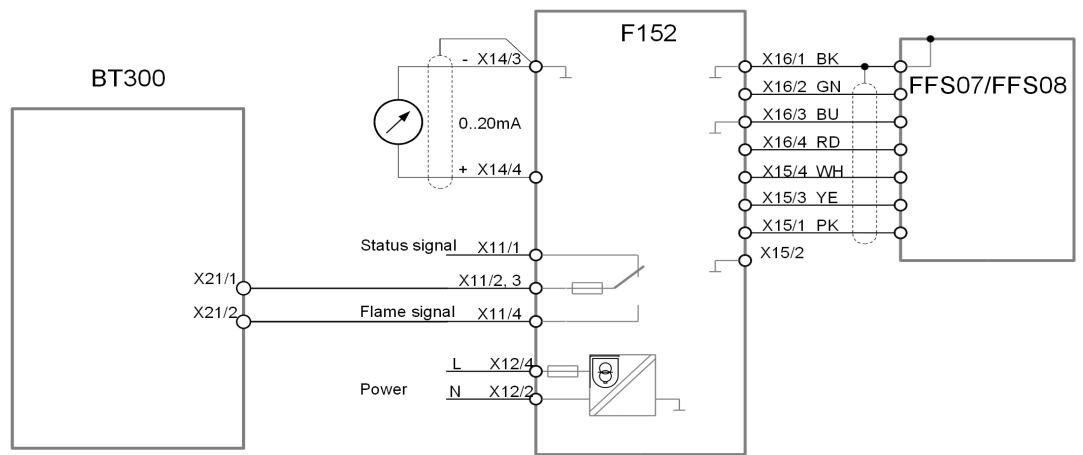 F152
BT300
- X14/3
0..20mA
+ X14/4
X16/1 BK
FFS07/FFS08
X16/2 GN
X16/3 BU
X16/4 RD
X15/4 WH
X15/3 YE
X15/1 PK
X15/2
Status signal X11/1
X21/1
X11/2, 3
X21/2
Flame signal X11/4
L X12/4
Power
N X12/2